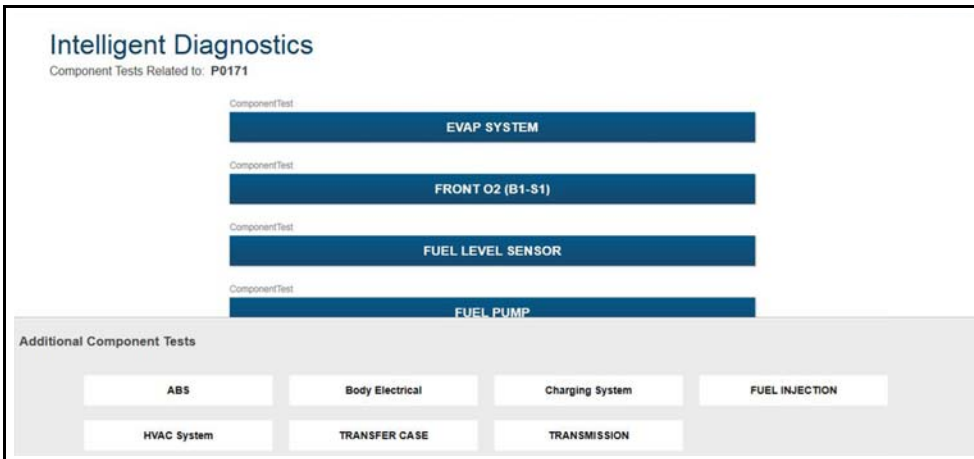 Intelligent Diagnostics
Component Tests Related to: P0171
ComponentTest
EVAP SYSTEM
ComponentTest
FRONT O2 (B1-S1)
ComponentTest
FUEL LEVEL SENSOR
ComponentTest
FUEL PUMP
Additional Component Tests
ABS Body Electrical Charging System FUEL INJECTION
HVAC System TRANSFER CASE TRANSMISSION